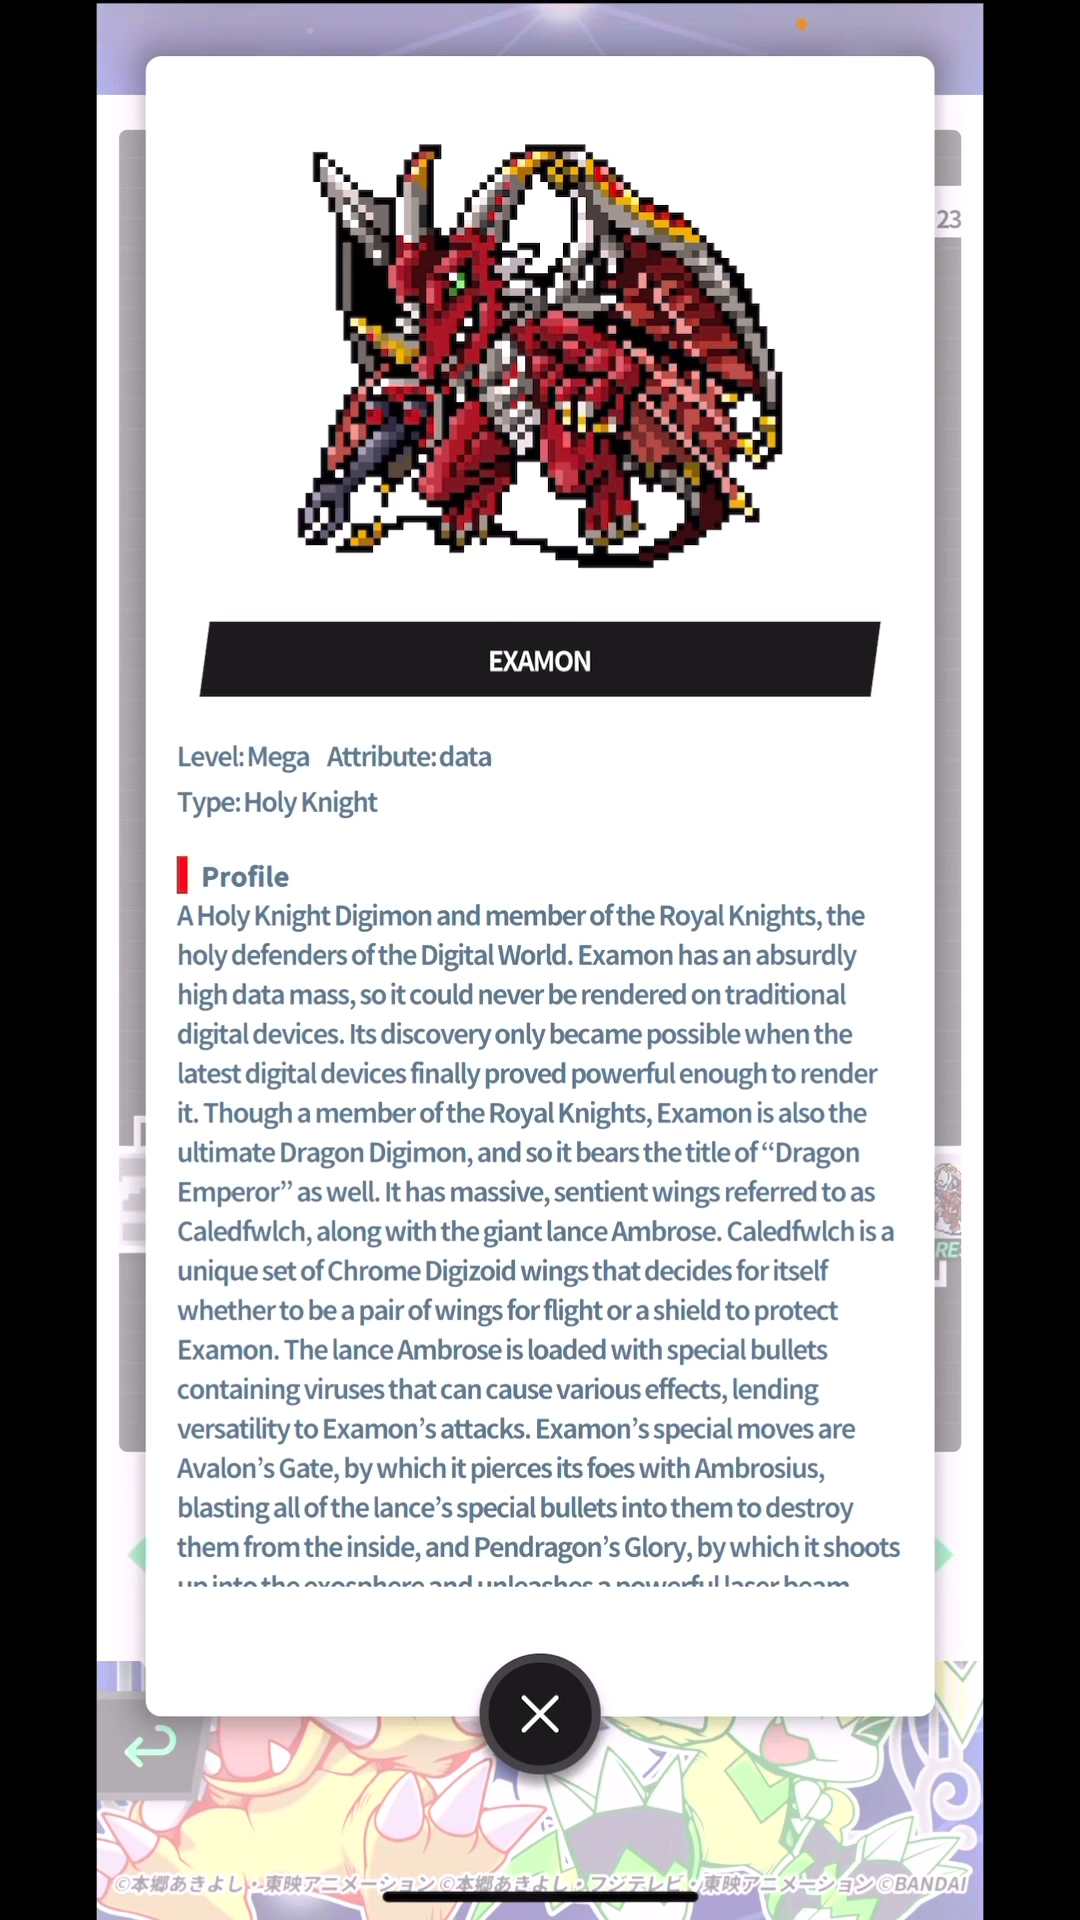 23
EXAMON
Level:Mega Attribute:data
Type:Holy Knight
Profile
A Holy Knight Digimon and member of the Royal Knights, the
holy defenders of the Digital World. Examon has an absurdly
high data mass, so it could never be rendered on traditional
digital devices. Its discovery only became possible when the
latest digital devices finally proved powerful enough to render
it. Though a member of the Royal Knights, Examon is also the
ultimate Dragon Digimon, and so it bears the title of “Dragon
Emperor” as well. It has massive, sentient wings referred to as
Caledfwlch, along with the giant lance Ambrose. Caledfwlch is a
unique set of Chrome Digizoid wings that decides for itself
whether to be a pair of wings for flight or a shield to protect
Examon. The lance Ambrose is loaded with special bullets
containing viruses that can cause various effects, lending
versatility to Examon’s attacks. Examon’s special moves are
Avalon’s Gate, by which it pierces its foes with Ambrosius,
blasting all of the lance’s special bullets into them to destroy
them from the inside, and Pendragon’s Glory, by which it shoots
up into the exosphere and unleashes a powerful laser beam
RE
©本郷あきよし・東映アニメーション ©本郷あきよし・フジテレビ・東映アニメーション ©BANDAI